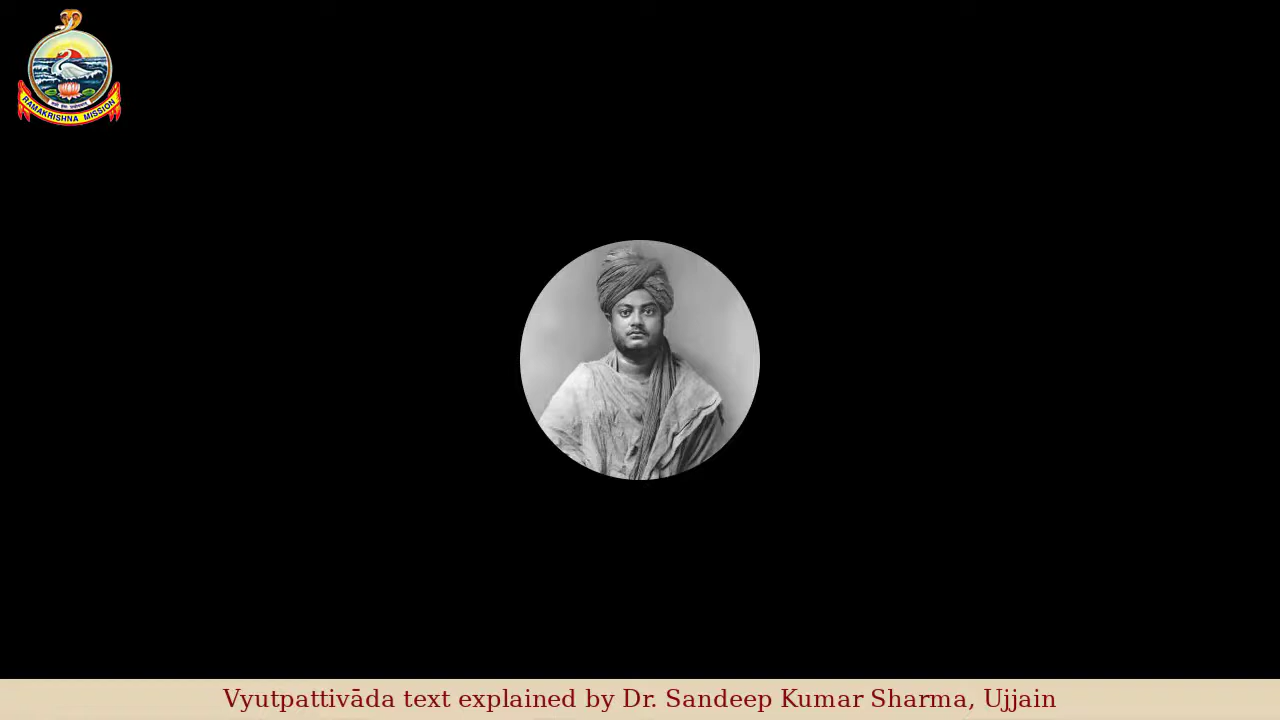 RAMAKRISHNA MISSION
Vyutpattivāda text explained by Dr. Sandeep Kumar Sharma, Ujjain